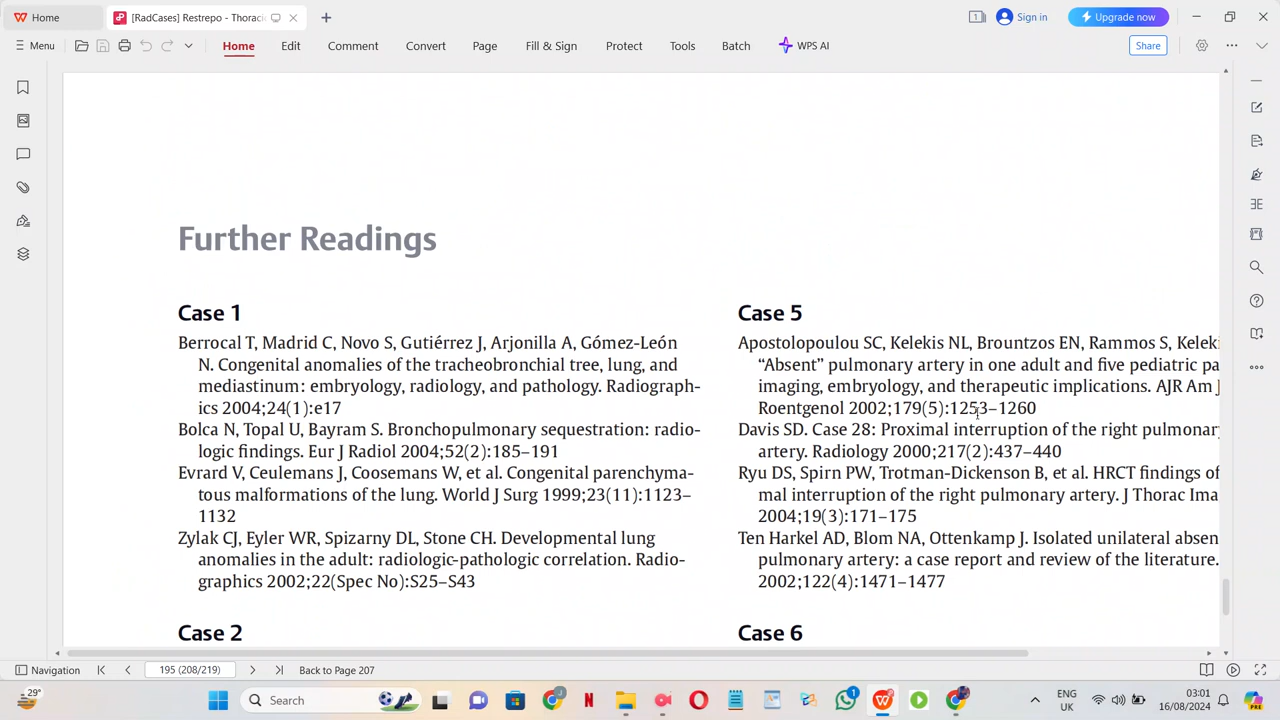 Home
[RadCases] Restrepo - Thoraci
1
Sign in
Upgrade now
Menu
Home
Edit
Comment
Convert
Page
Fill & Sign
Protect
Tools
Batch
WPS AI
Share
Further Readings
Case 1
Berrocal T, Madrid C, Novo S, Gutiérrez J, Arjonilla A, Gómez-León
N. Congenital anomalies of the tracheobronchial tree, lung, and
mediastinum: embryology, radiology, and pathology. Radiograph-
ics 2004;24(1):e17
Bolca N, Topal U, Bayram S. Bronchopulmonary sequestration: radio-
logic findings. Eur J Radiol 2004;52(2):185–191
Evrard V, Ceulemans J, Coosemans W, et al. Congenital parenchyma-
tous malformations of the lung. World J Surg 1999;23(11):1123–
1132
Zylak CJ, Eyler WR, Spizarny DL, Stone CH. Developmental lung
anomalies in the adult: radiologic-pathologic correlation. Radio-
graphics 2002;22(Spec No):S25–S43
Case 2
Case 5
Apostolopoulou SC, Kelekis NL, Brountzos EN, Rammos S, Keleki
“Absent” pulmonary artery in one adult and five pediatric pa
imaging, embryology, and therapeutic implications. AJR Am J
Roentgenol 2002;179(5):1253–1260
Davis SD. Case 28: Proximal interruption of the right pulmonar
artery. Radiology 2000;217(2):437–440
Ryu DS, Spirn PW, Trotman-Dickenson B, et al. HRCT findings of
mal interruption of the right pulmonary artery. J Thorac Ima
2004;19(3):171–175
Ten Harkel AD, Blom NA, Ottenkamp J. Isolated unilateral absen
pulmonary artery: a case report and review of the literature.
2002;122(4):1471–1477
Case 6
Navigation
195 (208/219)
Back to Page 207
29°
Search
1
ENG
UK
03:01
16/08/2024